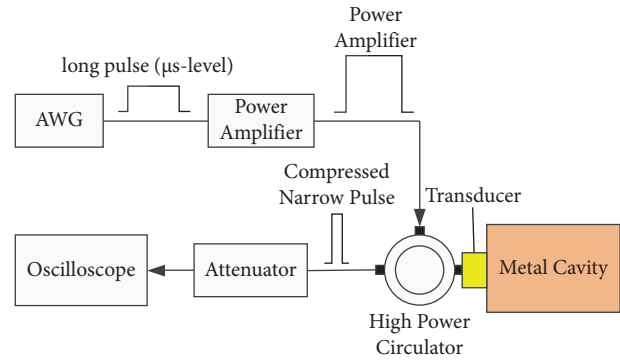 Power
Amplifier
long pulse (μs-level)
AWG
Power
Amplifier
Compressed
Narrow Pulse
Transducer
Oscilloscope
Attenuator
Metal Cavity
High Power
Circulator